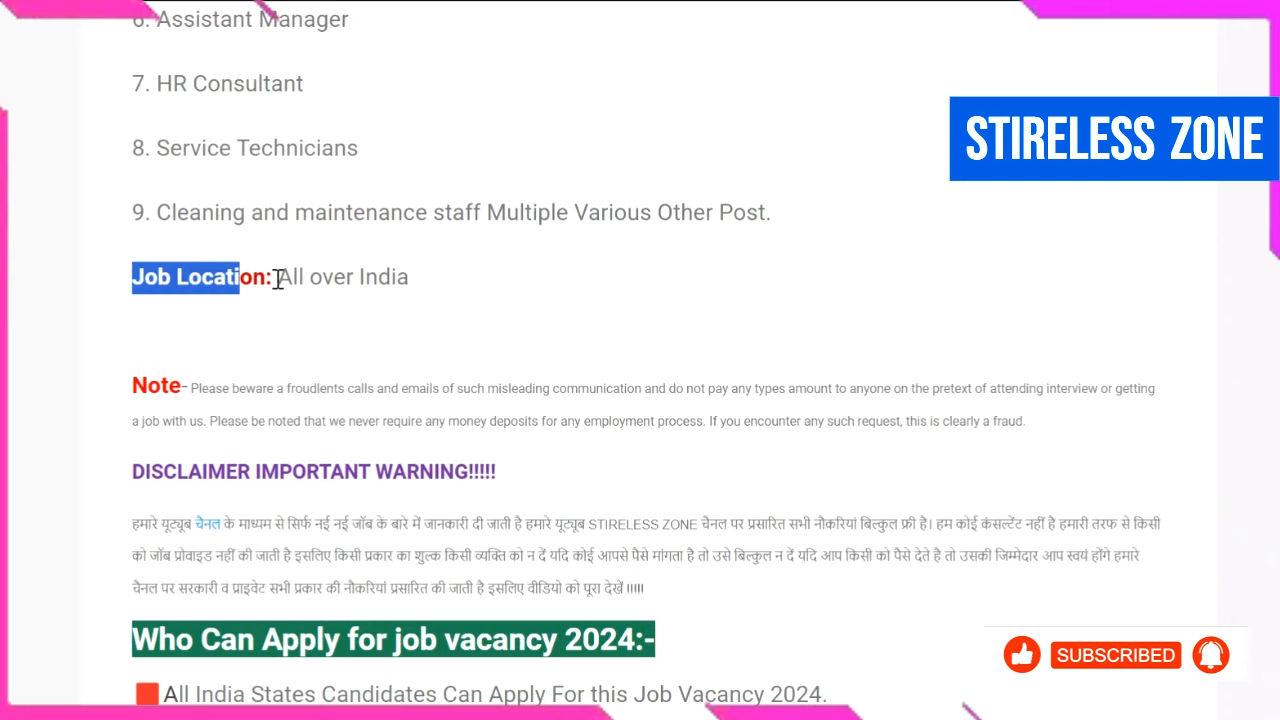 6. Assistant Manager
7. HR Consultant
STIRELESS ZONE
8. Service Technicians
9. Cleaning and maintenance staff Multiple Various Other Post.
Job Location: All over India
Note- Please beware a froudlents calls and emails of such misleading communication and do not pay any types amount to anyone on the pretext of attending interview or getting
a job with us. Please be noted that we never require any money deposits for any employment process. If you encounter any such request, this is clearly a fraud.
DISCLAIMER IMPORTANT WARNING!!!!!
हमारे यूट्यूब चैनल के माध्यम से सिर्फ नई नई जॉब के बारे में जानकारी दी जाती है हमारे यूट्यूब STIRELESS ZONE चैनल पर प्रसारित सभी नौकरियां बिल्कुल फ्री है। हम कोई कंसल्टेंट नहीं है हमारी तरफ से किसी
को जॉब प्रोवाइड नहीं की जाती है इसलिए किसी प्रकार का शुल्क किसी व्यक्ति को न दें यदि कोई आपसे पैसे मांगता है तो उसे बिल्कुल न दें यदि आप किसी को पैसे देते है तो उसकी जिम्मेदार आप स्वयं होंगे हमारे
चैनल पर सरकारी व प्राइवेट सभी प्रकार की नौकरियां प्रसारित की जाती है इसलिए वीडियो को पूरा देखें !!!!!
Who Can Apply for job vacancy 2024:-
SUBSCRIBED
All India States Candidates Can Apply For this Job Vacancy 2024.